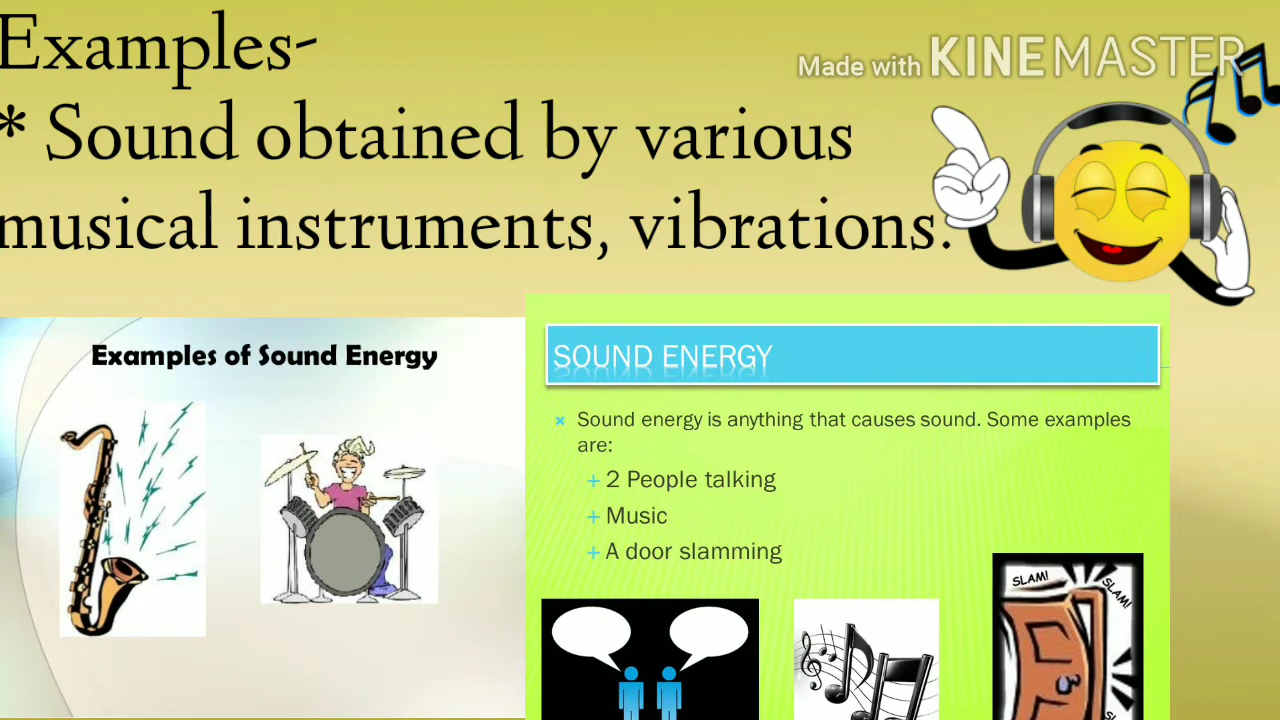 Examples-
* Sound obtained by various
musical instruments, vibrations.
Made with KINEMASTER
Examples of Sound Energy
SOUND ENERGY
Sound energy is anything that causes sound. Some examples
are:
+ 2 People talking
+ Music
+ A door slamming
SLAM!
SLAM!